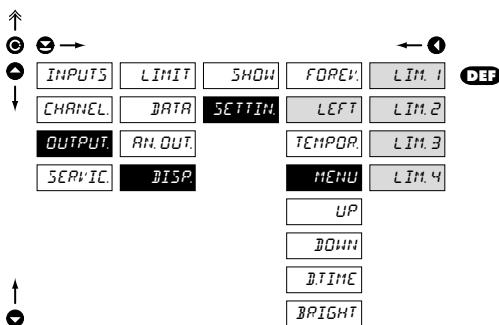 INPUTS LIMIT SHOW FOREV. LIM. 1 DEF
CHANEL. DATA SETTIN. LEFT LIM. 2
OUTPUT. AN. OUT. TEMPOR. LIM. 3
SERVIC. DISP. MENU LIM. 4
UP
DOWN
D.TIME
BRIGHT